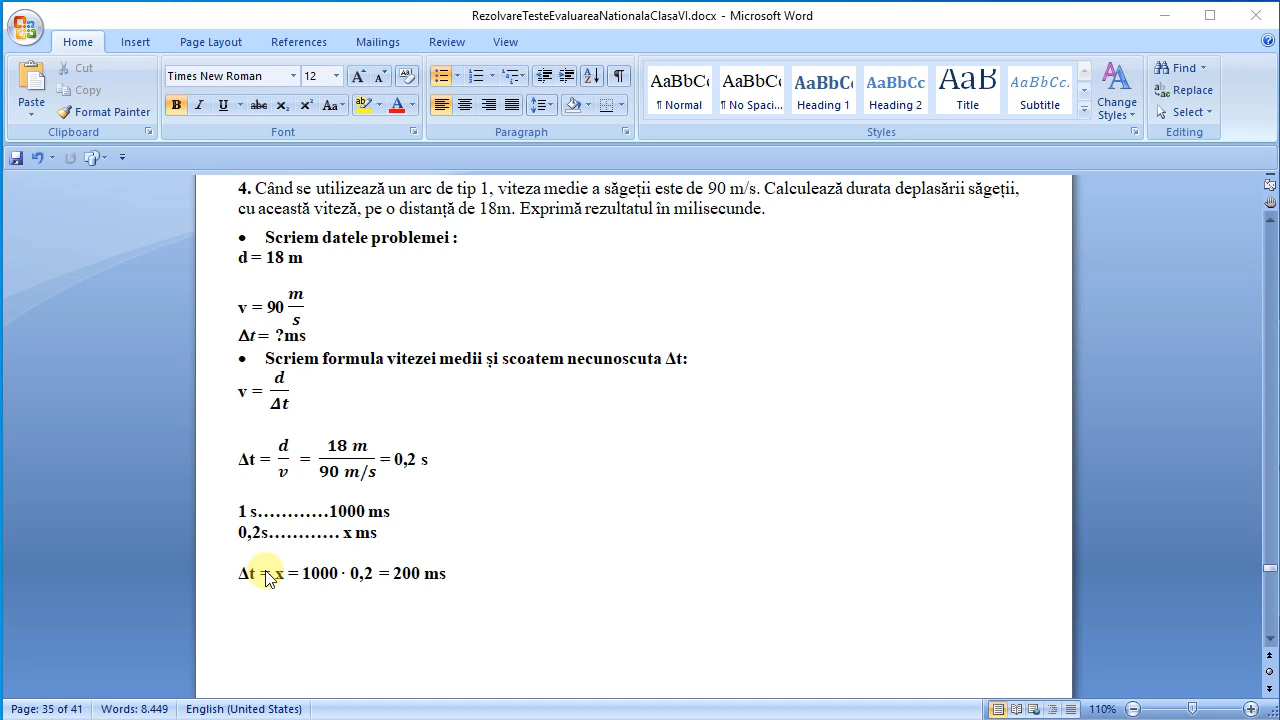 RezolvareTesteEvaluareaNationalaClasaVI.docx - Microsoft Word
Home Insert Page Layout References Mailings Review View
Paste
Cut
Copy
Format Painter
Clipboard
Times New Roman 12
B I U abc X₂ X² Aa
Font
Paragraph
AaBbCc AaBbCc AaBbC AaBbCc AaB AaBbCc
¶ Normal ¶ No Spaci... Heading 1 Heading 2 Title Subtitle
Change Styles
Styles
Find
Replace
Select
Editing
4. Când se utilizează un arc de tip 1, viteza medie a săgeții este de 90 m/s. Calculează durata deplasării săgeții,
cu această viteză, pe o distanță de 18m. Exprimă rezultatul în milisecunde.
• Scriem datele problemei :
d = 18 m
v = 90 m/s
Δt = ?ms
• Scriem formula vitezei medii și scoatem necunoscuta Δt:
v = d/Δt
Δt = d/v = 18 m/90 m/s = 0,2 s
1 s…………1000 ms
0,2s………… x ms
Δt = x = 1000 · 0,2 = 200 ms
Page: 35 of 41 Words: 8.449 English (United States) 110%